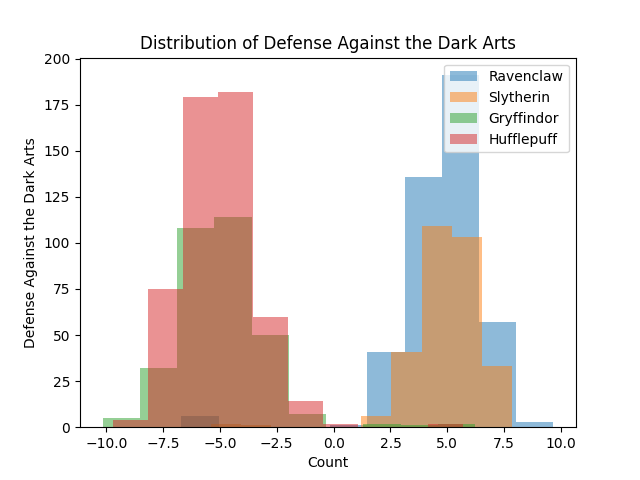 Distribution of Defense Against the Dark Arts
Ravenclaw
Slytherin
Gryffindor
Hufflepuff
Defense Against the Dark Arts
200
175
150
125
100
75
50
25
0
−10.0 −7.5 −5.0 −2.5 0.0 2.5 5.0 7.5 10.0
Count